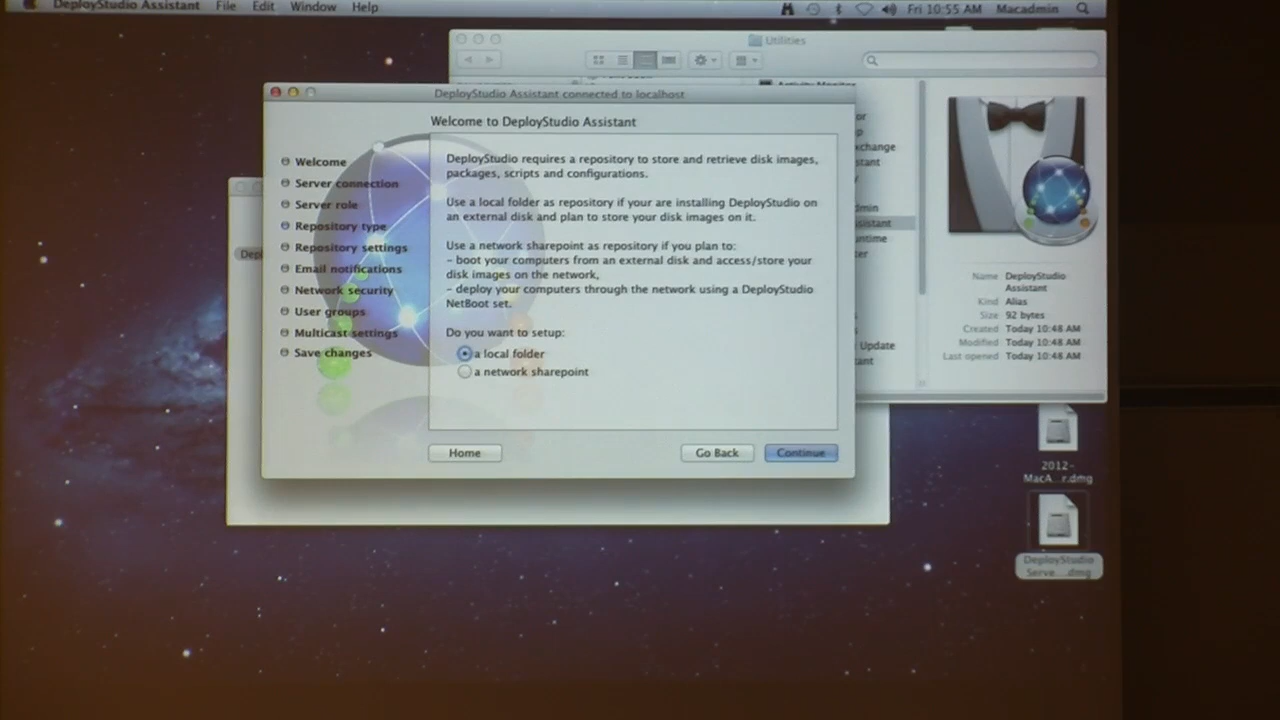 DeployStudio Assistant File Edit Window Help
Fri 10:55 AM Macadmin
Utilities
DeployStudio Assistant connected to localhost
Welcome to DeployStudio Assistant
Welcome
Server connection
Server role
Repository type
Repository settings
Email notifications
Network security
User groups
Multicast settings
Save changes
DeployStudio requires a repository to store and retrieve disk images,
packages, scripts and configurations.
Use a local folder as repository if your are installing DeployStudio on
an external disk and plan to store your disk images on it.
Use a network sharepoint as repository if you plan to:
- boot your computers from an external disk and access/store your
disk images on the network,
- deploy your computers through the network using a DeployStudio
NetBoot set.
Do you want to setup:
a local folder
a network sharepoint
Home
Go Back
Continue
Name DeployStudio
Assistant
Kind Alias
Size 92 bytes
Created Today 10:48 AM
Modified Today 10:48 AM
Last opened Today 10:48 AM
2012-
MacA...r.dmg
DeployStudio
Serve....dmg